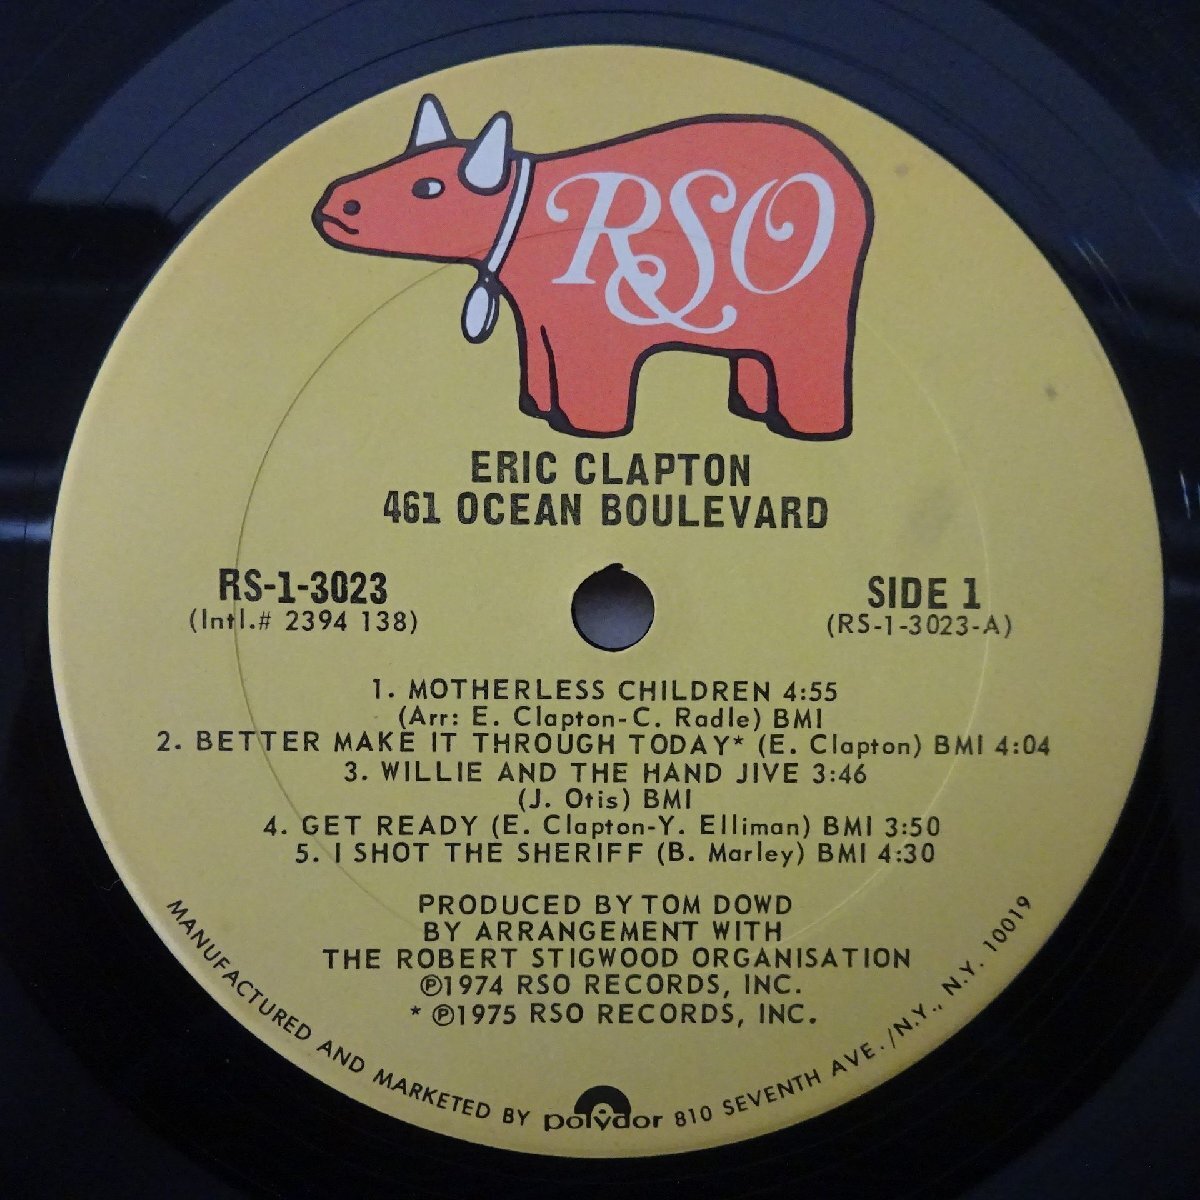 RSO
ERIC CLAPTON
461 OCEAN BOULEVARD
RS-1-3023
(Intl.# 2394 138)
SIDE 1
(RS-1-3023-A)
1. MOTHERLESS CHILDREN 4:55
(Arr: E. Clapton-C. Radle) BMI
2. BETTER MAKE IT THROUGH TODAY* (E. Clapton) BMI 4:04
3. WILLIE AND THE HAND JIVE 3:46
(J. Otis) BMI
4. GET READY (E. Clapton-Y. Elliman) BMI 3:50
5. I SHOT THE SHERIFF (B. Marley) BMI 4:30
PRODUCED BY TOM DOWD
BY ARRANGEMENT WITH
THE ROBERT STIGWOOD ORGANISATION
℗1974 RSO RECORDS, INC.
* ℗1975 RSO RECORDS, INC.
MANUFACTURED AND MARKETED BY polydor 810 SEVENTH AVE./N.Y., N.Y. 10019